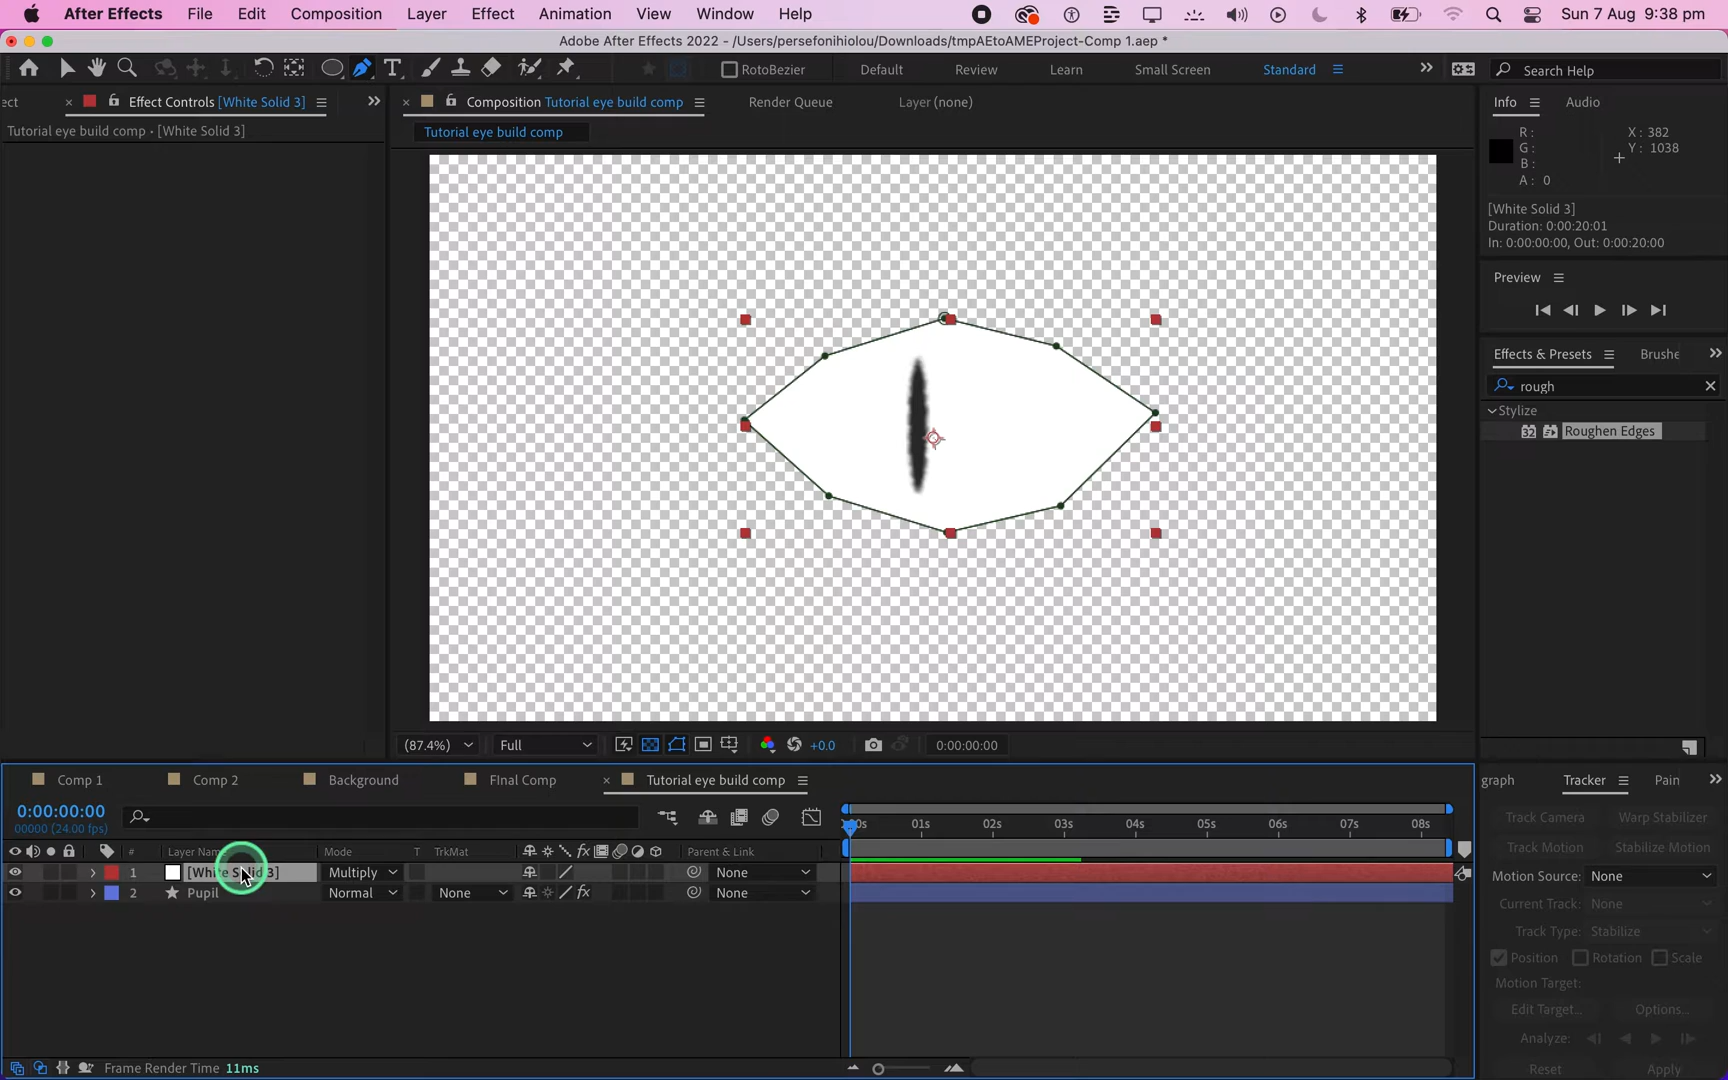 After Effects File Edit Composition Layer Effect Animation View Window Help Sun 7 Aug 9:38 pm
Adobe After Effects 2022 - /Users/persefonihiolou/Downloads/tmpAEtoAMEProject-Comp 1.aep *
RotoBezier Default Review Learn Small Screen Standard Search Help
ect Effect Controls [White Solid 3] Composition Tutorial eye build comp Render Queue Layer (none) Info Audio
Tutorial eye build comp • [White Solid 3]
Tutorial eye build comp
R: X: 382
G: Y: 1038
B:
A: 0
[White Solid 3]
Duration: 0:00:20:01
In: 0:00:00:00, Out: 0:00:20:00
Preview
Effects & Presets Brushe
rough
Stylize
32 Roughen Edges
(87.4%) Full +0.0 0:00:00:00
Comp 1 Comp 2 Background FInal Comp Tutorial eye build comp graph Tracker Pain
0:00:00:00
00000 (24.00 fps)
01s 02s 03s 04s 05s 06s 07s 08s
# Layer Name Mode T TrkMat Parent & Link
1 [White Solid 3] Multiply None
2 Pupil Normal None None
Track Camera Warp Stabilizer
Track Motion Stabilize Motion
Motion Source: None
Current Track: None
Track Type: Stabilize
Position Rotation Scale
Motion Target:
Edit Target... Options...
Analyze:
Reset Apply
Frame Render Time 11ms